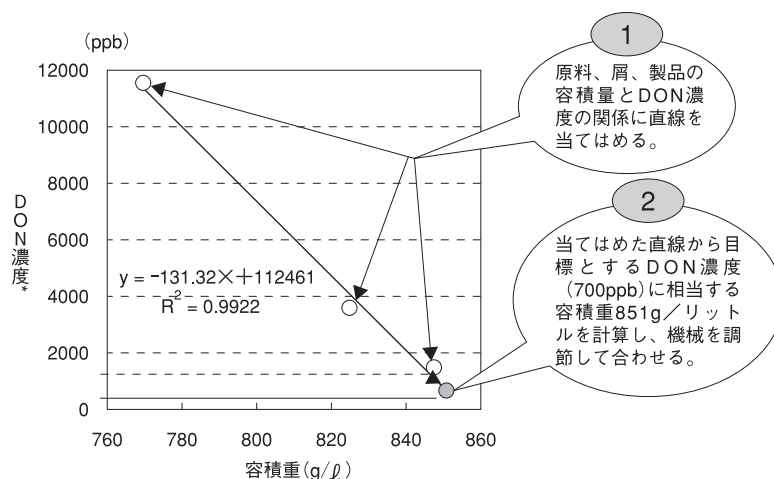 (ppb)
12000
10000
8000
6000
4000
2000
0
DON濃度*
y = −131.32×＋112461
R² = 0.9922
760
780
800
820
840
860
容積重(g/ℓ)
1
原料、屑、製品の
容積量とDON濃
度の関係に直線を
当てはめる。
2
当てはめた直線から目
標とするDON濃度
（700ppb）に相当する
容積重851g／リット
ルを計算し、機械を調
節して合わせる。